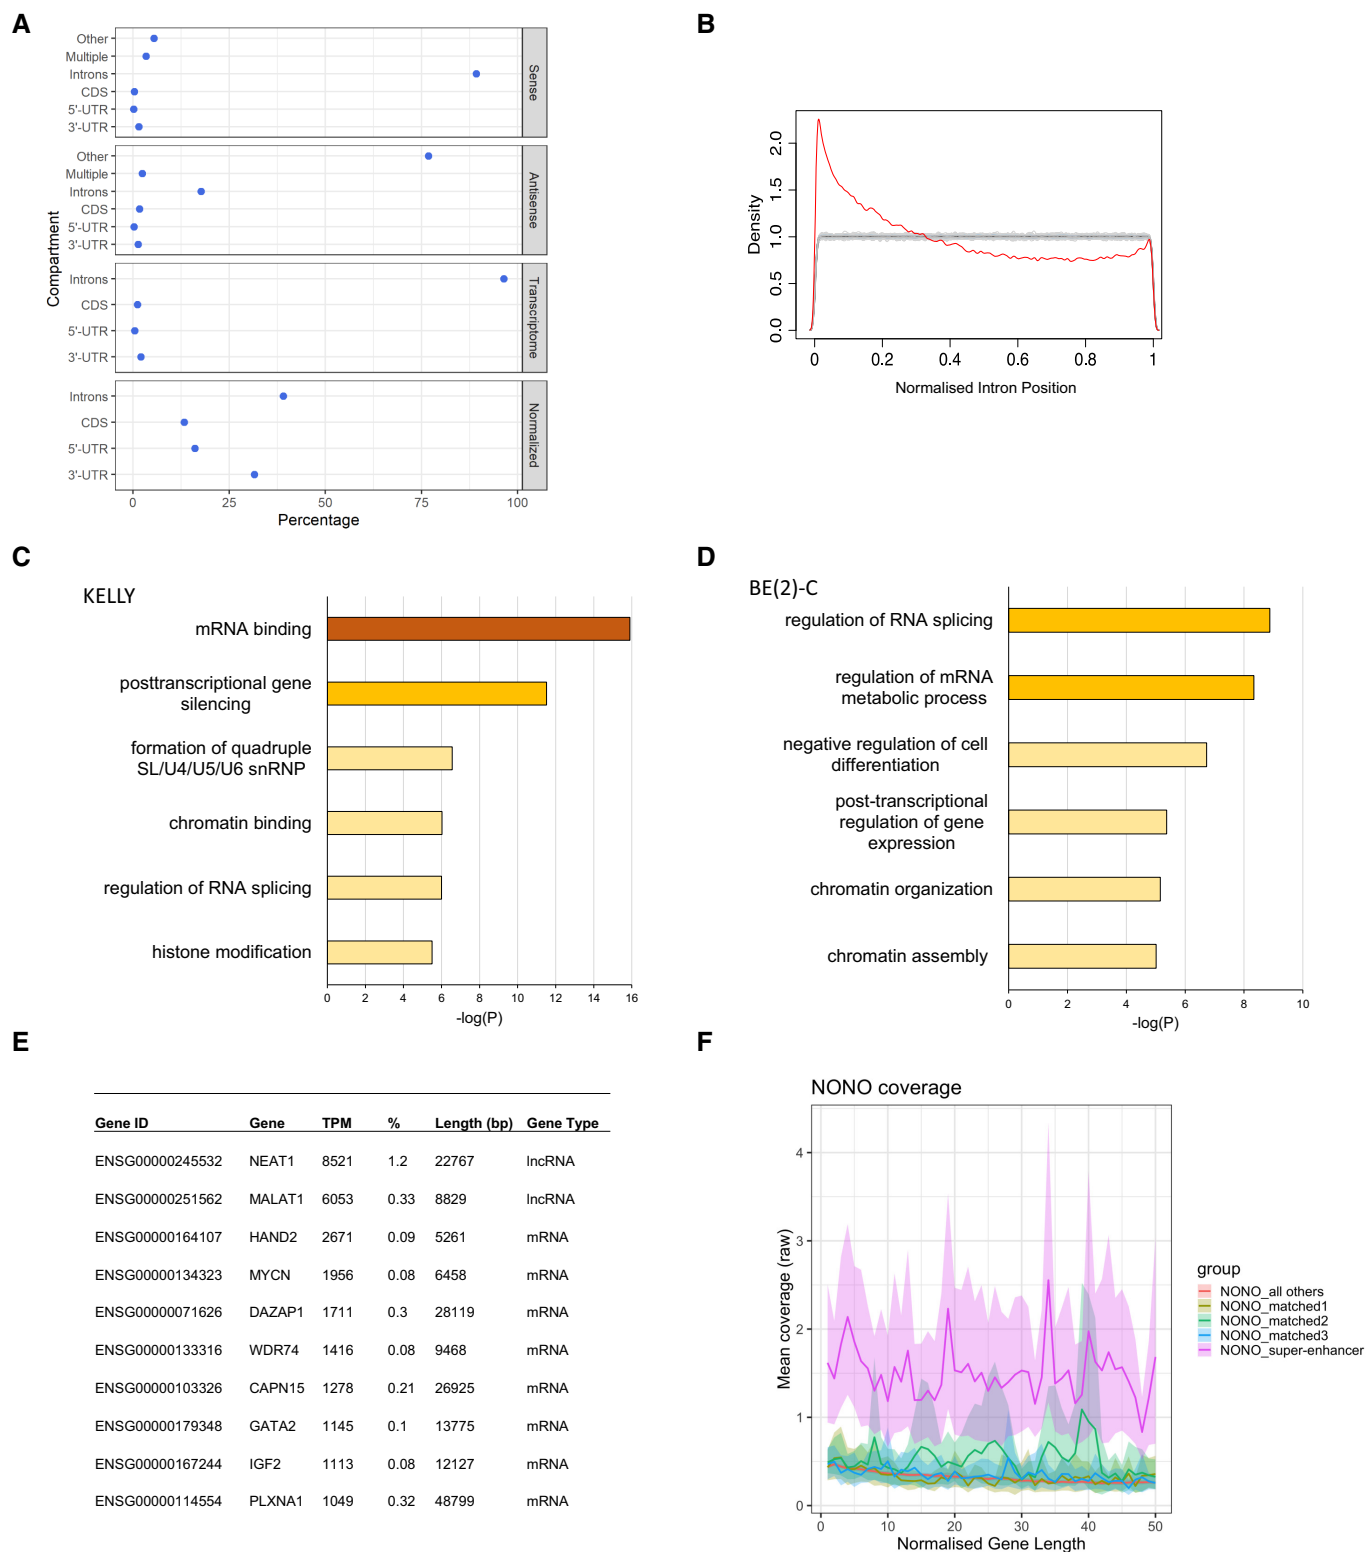 A
Other
Multiple
Introns
CDS
5'-UTR
3'-UTR
Sense
Other
Multiple
Introns
CDS
5'-UTR
3'-UTR
Antisense
Introns
CDS
5'-UTR
3'-UTR
Transcriptome
Introns
CDS
5'-UTR
3'-UTR
Normalized
Compartment
0 25 50 75 100
Percentage
B
Density
0.0 0.5 1.0 1.5 2.0
0 0.2 0.4 0.6 0.8 1
Normalised Intron Position
C
KELLY
mRNA binding
posttranscriptional gene
silencing
formation of quadruple
SL/U4/U5/U6 snRNP
chromatin binding
regulation of RNA splicing
histone modification
0 2 4 6 8 10 12 14 16
-log(P)
D
BE(2)-C
regulation of RNA splicing
regulation of mRNA
metabolic process
negative regulation of cell
differentiation
post-transcriptional
regulation of gene
expression
chromatin organization
chromatin assembly
0 2 4 6 8 10
-log(P)
E
Gene ID Gene TPM % Length (bp) Gene Type
ENSG00000245532 NEAT1 8521 1.2 22767 lncRNA
ENSG00000251562 MALAT1 6053 0.33 8829 lncRNA
ENSG00000164107 HAND2 2671 0.09 5261 mRNA
ENSG00000134323 MYCN 1956 0.08 6458 mRNA
ENSG00000071626 DAZAP1 1711 0.3 28119 mRNA
ENSG00000133316 WDR74 1416 0.08 9468 mRNA
ENSG00000103326 CAPN15 1278 0.21 26925 mRNA
ENSG00000179348 GATA2 1145 0.1 13775 mRNA
ENSG00000167244 IGF2 1113 0.08 12127 mRNA
ENSG00000114554 PLXNA1 1049 0.32 48799 mRNA
F
NONO coverage
Mean coverage (raw)
4
3
2
1
0
0 10 20 30 40 50
Normalised Gene Length
group
NONO_all others
NONO_matched1
NONO_matched2
NONO_matched3
NONO_super-enhancer